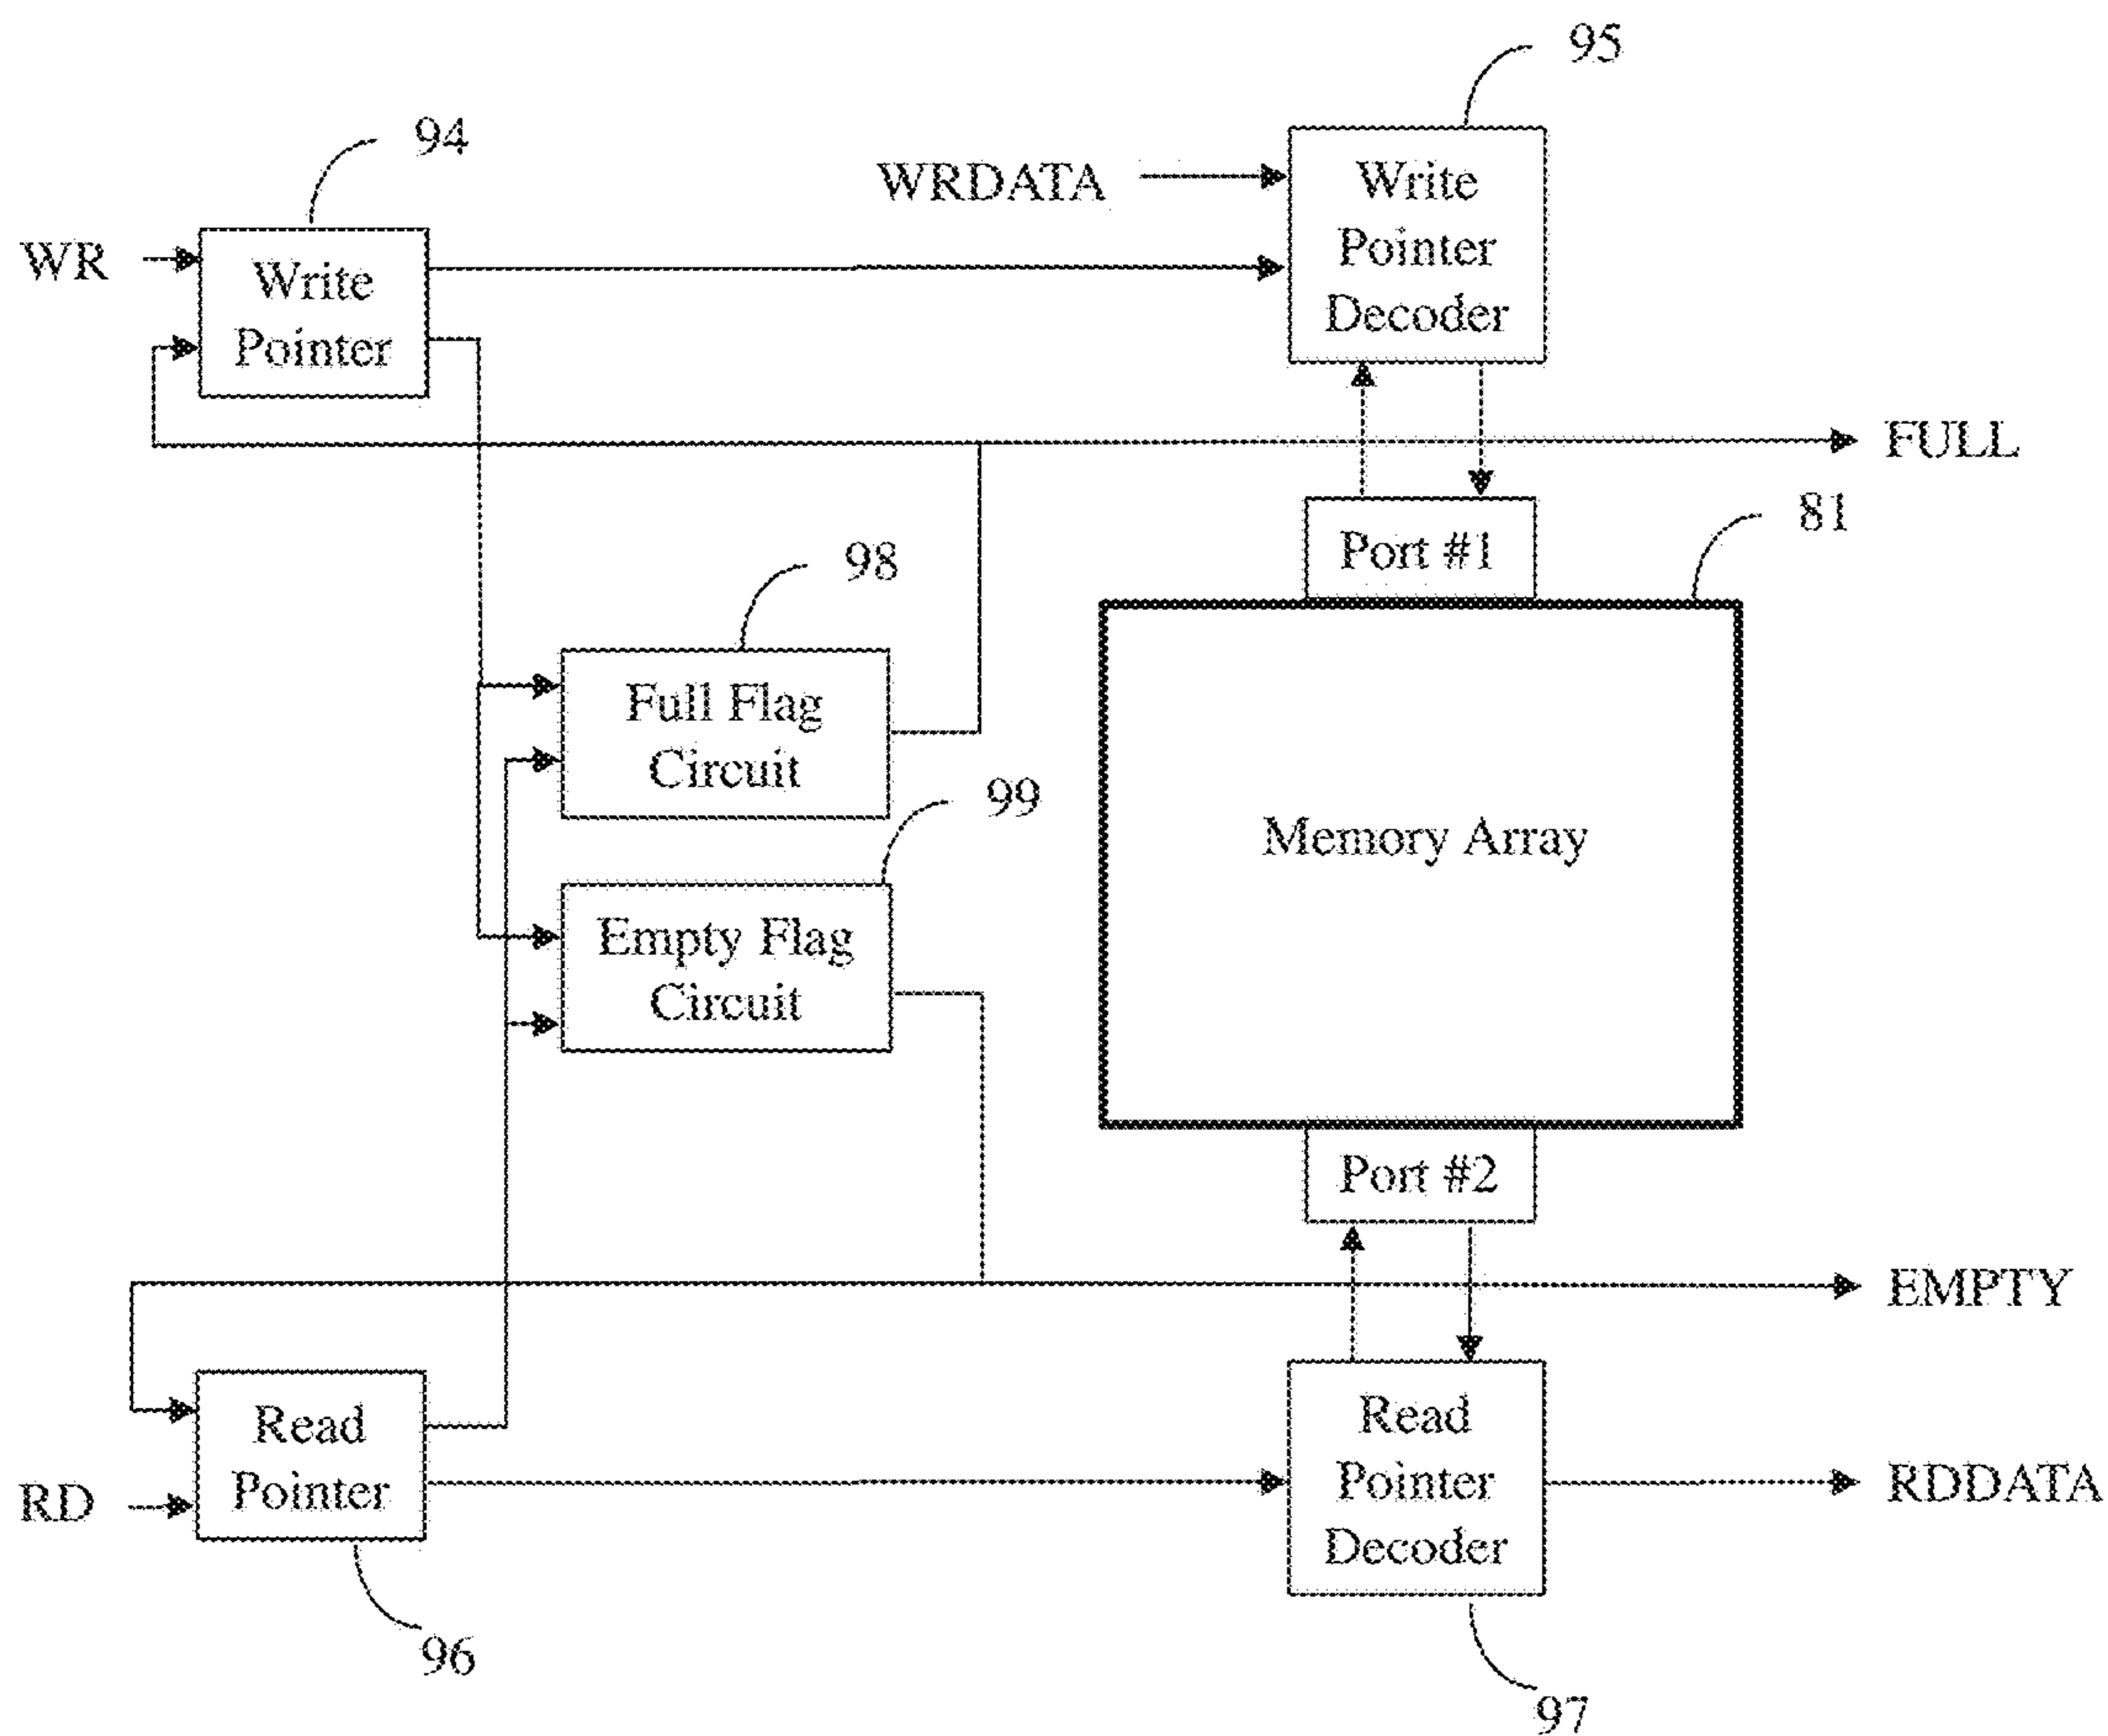 95
94
WRDATA
Write
Pointer
Decoder
WR
Write
Pointer
FULL
81
Port #1
98
Full Flag
Circuit
99
Memory Array
Empty Flag
Circuit
Port #2
EMPTY
Read
Pointer
RD
Read
Pointer
Decoder
RDDATA
96
97